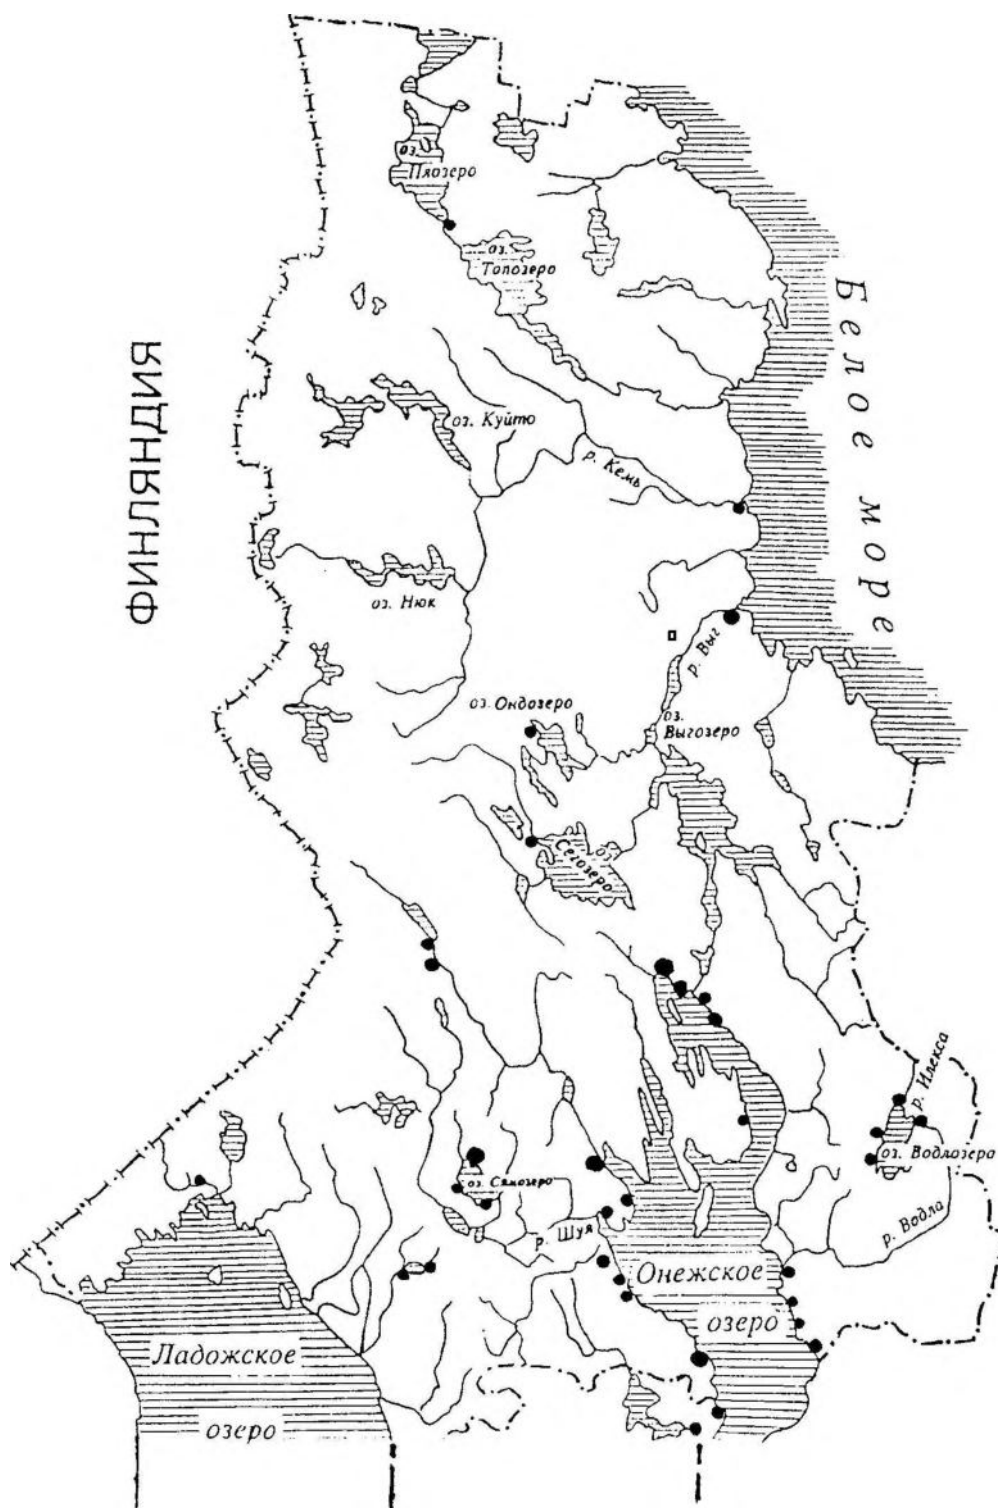 оз.
Пяозеро
оз.
Топозеро
Белое море
ФИНЛЯНДИЯ
оз. Куйто
р. Кемь
оз. Нюк
р. Выг
оз. Ондозеро
оз.
Выгозеро
оз.
Сегозеро
р. Илекса
оз. Водлозеро
оз. Сямозеро
р. Шуя
р. Водла
Онежское
озеро
Ладожское
озеро